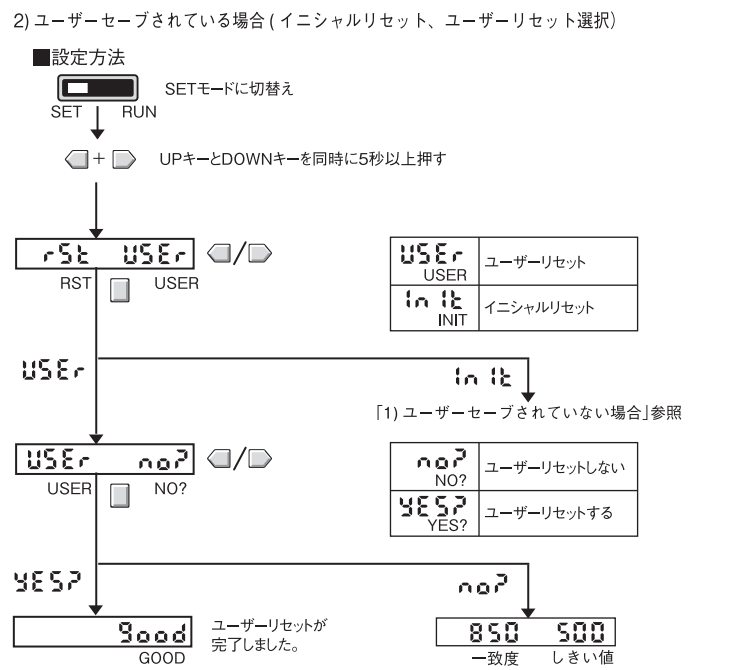 2) ユーザーセーブされている場合 ( イニシャルリセット、ユーザーリセット選択)
■設定方法
SETモードに切替え
SET RUN
+ UPキーとDOWNキーを同時に5秒以上押す
rSt USEr /
RST USER
USEr ユーザーリセット
USER
InIt イニシャルリセット
INIT
USEr InIt
「1) ユーザーセーブされていない場合」参照
USEr no? /
USER NO?
no? ユーザーリセットしない
NO?
YES? ユーザーリセットする
YES?
YES? no?
good ユーザーリセットが
完了しました。
GOOD
850 500
一致度 しきい値